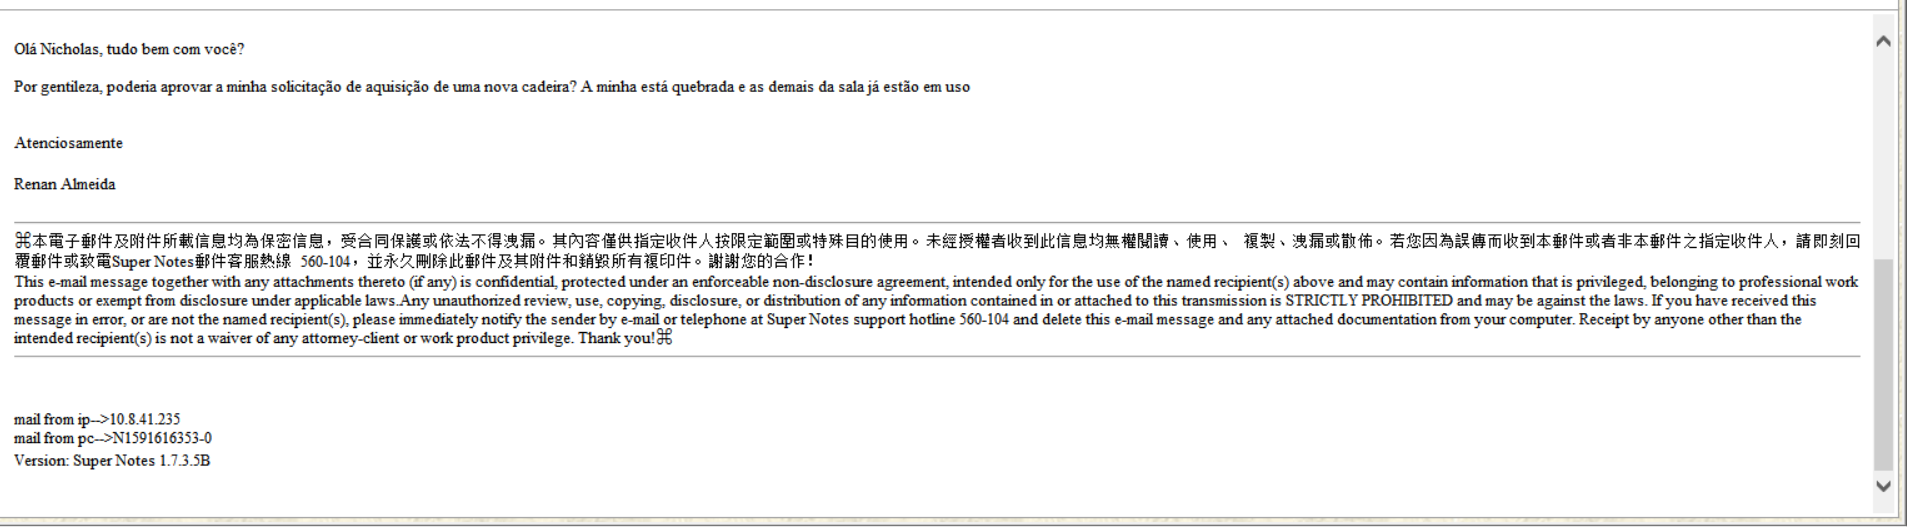 Olá Nicholas, tudo bem com você?
Por gentileza, poderia aprovar a minha solicitação de aquisição de uma nova cadeira? A minha está quebrada e as demais da sala já estão em uso
Atenciosamente
Renan Almeida
⌘本電子郵件及附件所載信息均為保密信息，受合同保護或依法不得洩漏。其內容僅供指定收件人按限定範圍或特殊目的使用。未經授權者收到此信息均無權閱讀、使用、 複製、洩漏或散佈。若您因為誤傳而收到本郵件或者非本郵件之指定收件人，請即刻回
覆郵件或致電Super Notes郵件客服熱線 560-104，並永久刪除此郵件及其附件和銷毀所有複印件。謝謝您的合作！
This e-mail message together with any attachments thereto (if any) is confidential, protected under an enforceable non-disclosure agreement, intended only for the use of the named recipient(s) above and may contain information that is privileged, belonging to professional work
products or exempt from disclosure under applicable laws.Any unauthorized review, use, copying, disclosure, or distribution of any information contained in or attached to this transmission is STRICTLY PROHIBITED and may be against the laws. If you have received this
message in error, or are not the named recipient(s), please immediately notify the sender by e-mail or telephone at Super Notes support hotline 560-104 and delete this e-mail message and any attached documentation from your computer. Receipt by anyone other than the
intended recipient(s) is not a waiver of any attorney-client or work product privilege. Thank you!⌘
mail from ip-->10.8.41.235
mail from pc-->N1591616353-0
Version: Super Notes 1.7.3.5B